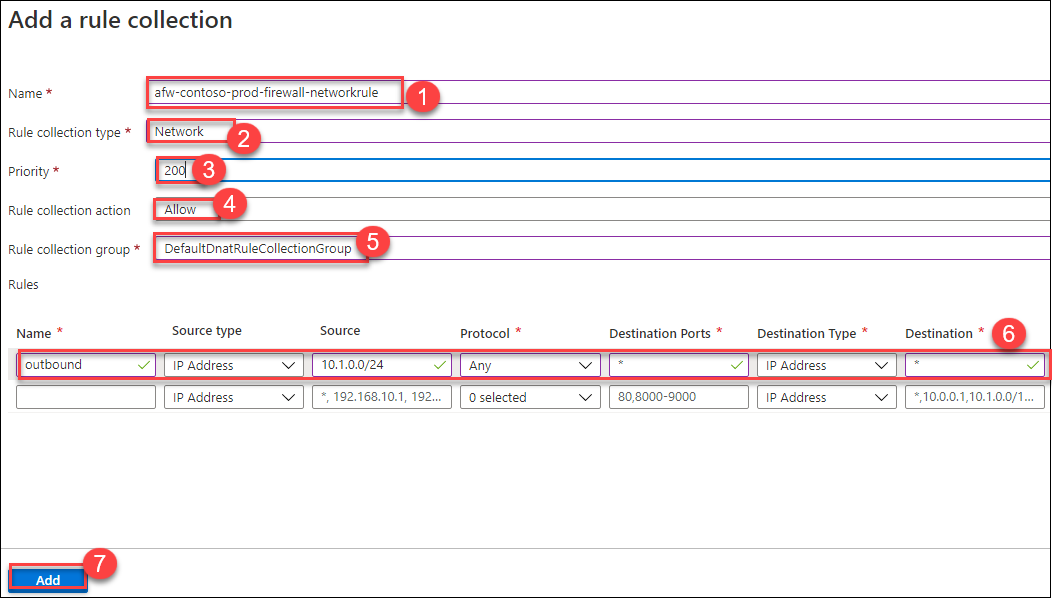 Add a rule collection
Name * afw-contoso-prod-firewall-networkrule 1
Rule collection type * Network 2
Priority * 200 3
Rule collection action Allow 4
Rule collection group * DefaultDnatRuleCollectionGroup 5
Rules
Name * Source type Source Protocol * Destination Ports * Destination Type * Destination * 6
outbound IP Address 10.1.0.0/24 Any * IP Address *
IP Address *, 192.168.10.1, 192... 0 selected 80,8000-9000 IP Address *,10.0.0.1,10.1.0.0/1...
Add 7